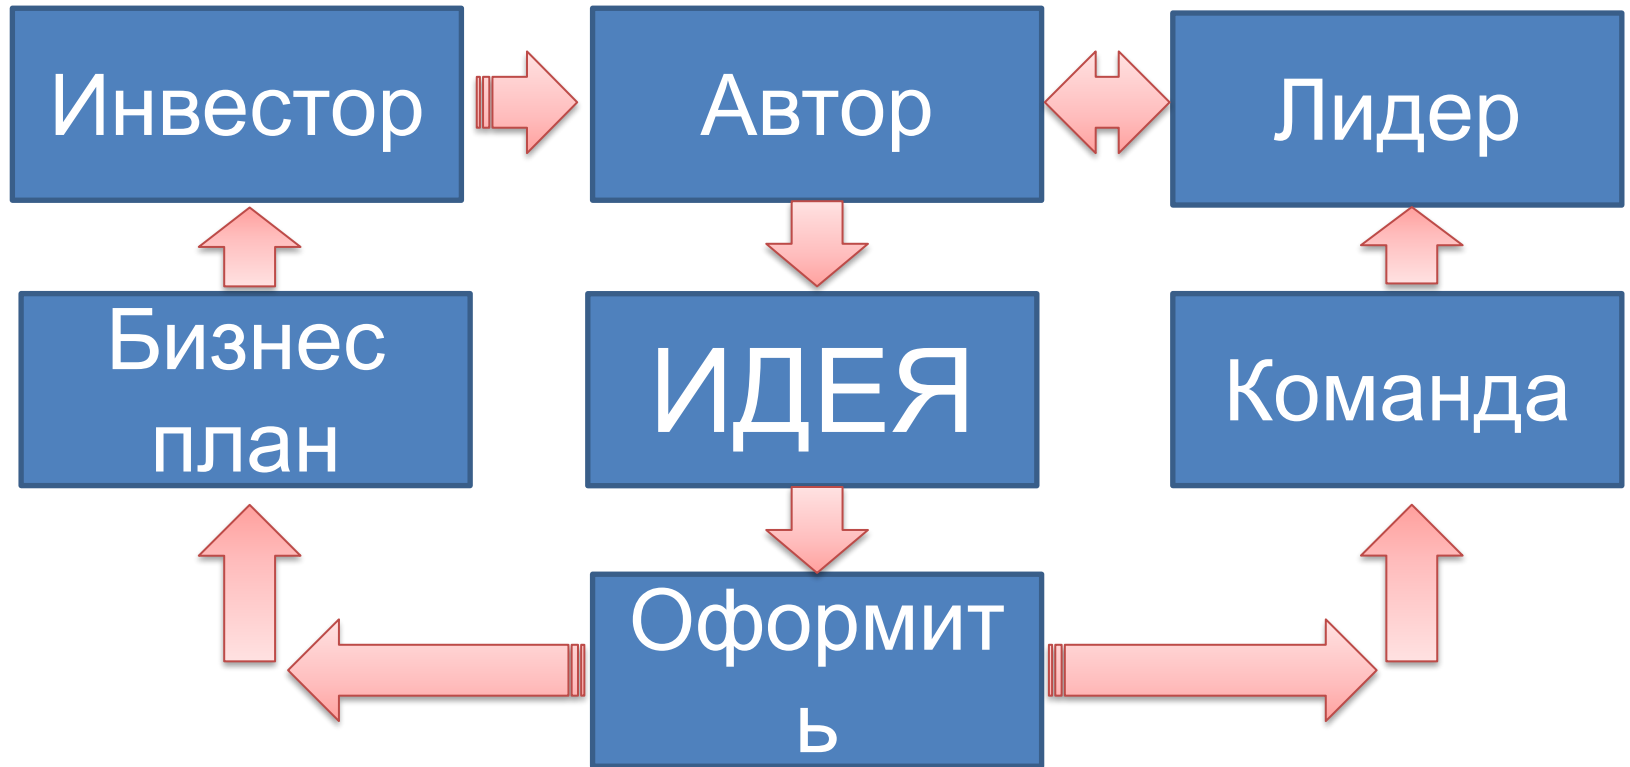 Инвестор
Автор
Лидер
Бизнес
план
ИДЕЯ
Команда
Оформит
ь